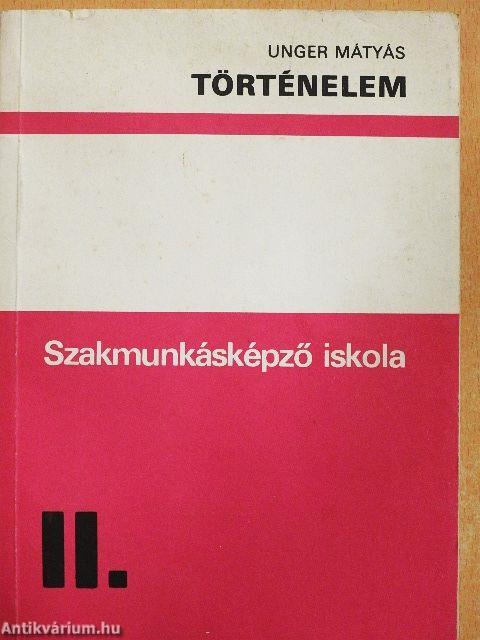 UNGER MÁTYÁS
TÖRTÉNELEM
Szakmunkásképző iskola
II.
Antikvárium.hu